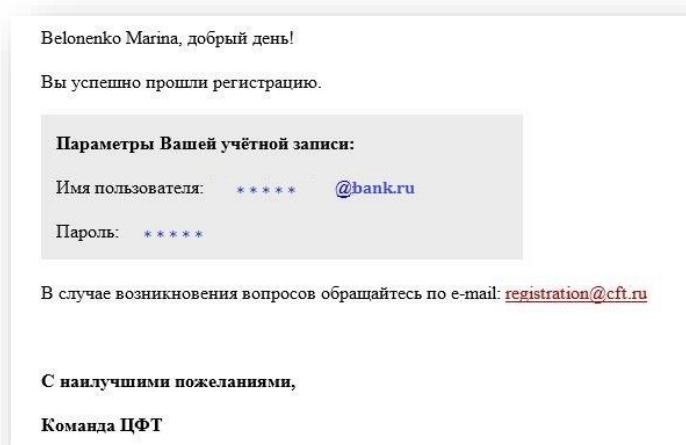 Belonenko Marina, добрый день!
Вы успешно прошли регистрацию.
Параметры Вашей учётной записи:
Имя пользователя: * * * * * @bank.ru
Пароль: * * * * *
В случае возникновения вопросов обращайтесь по e-mail: registration@cft.ru
С наилучшими пожеланиями,
Команда ЦФТ